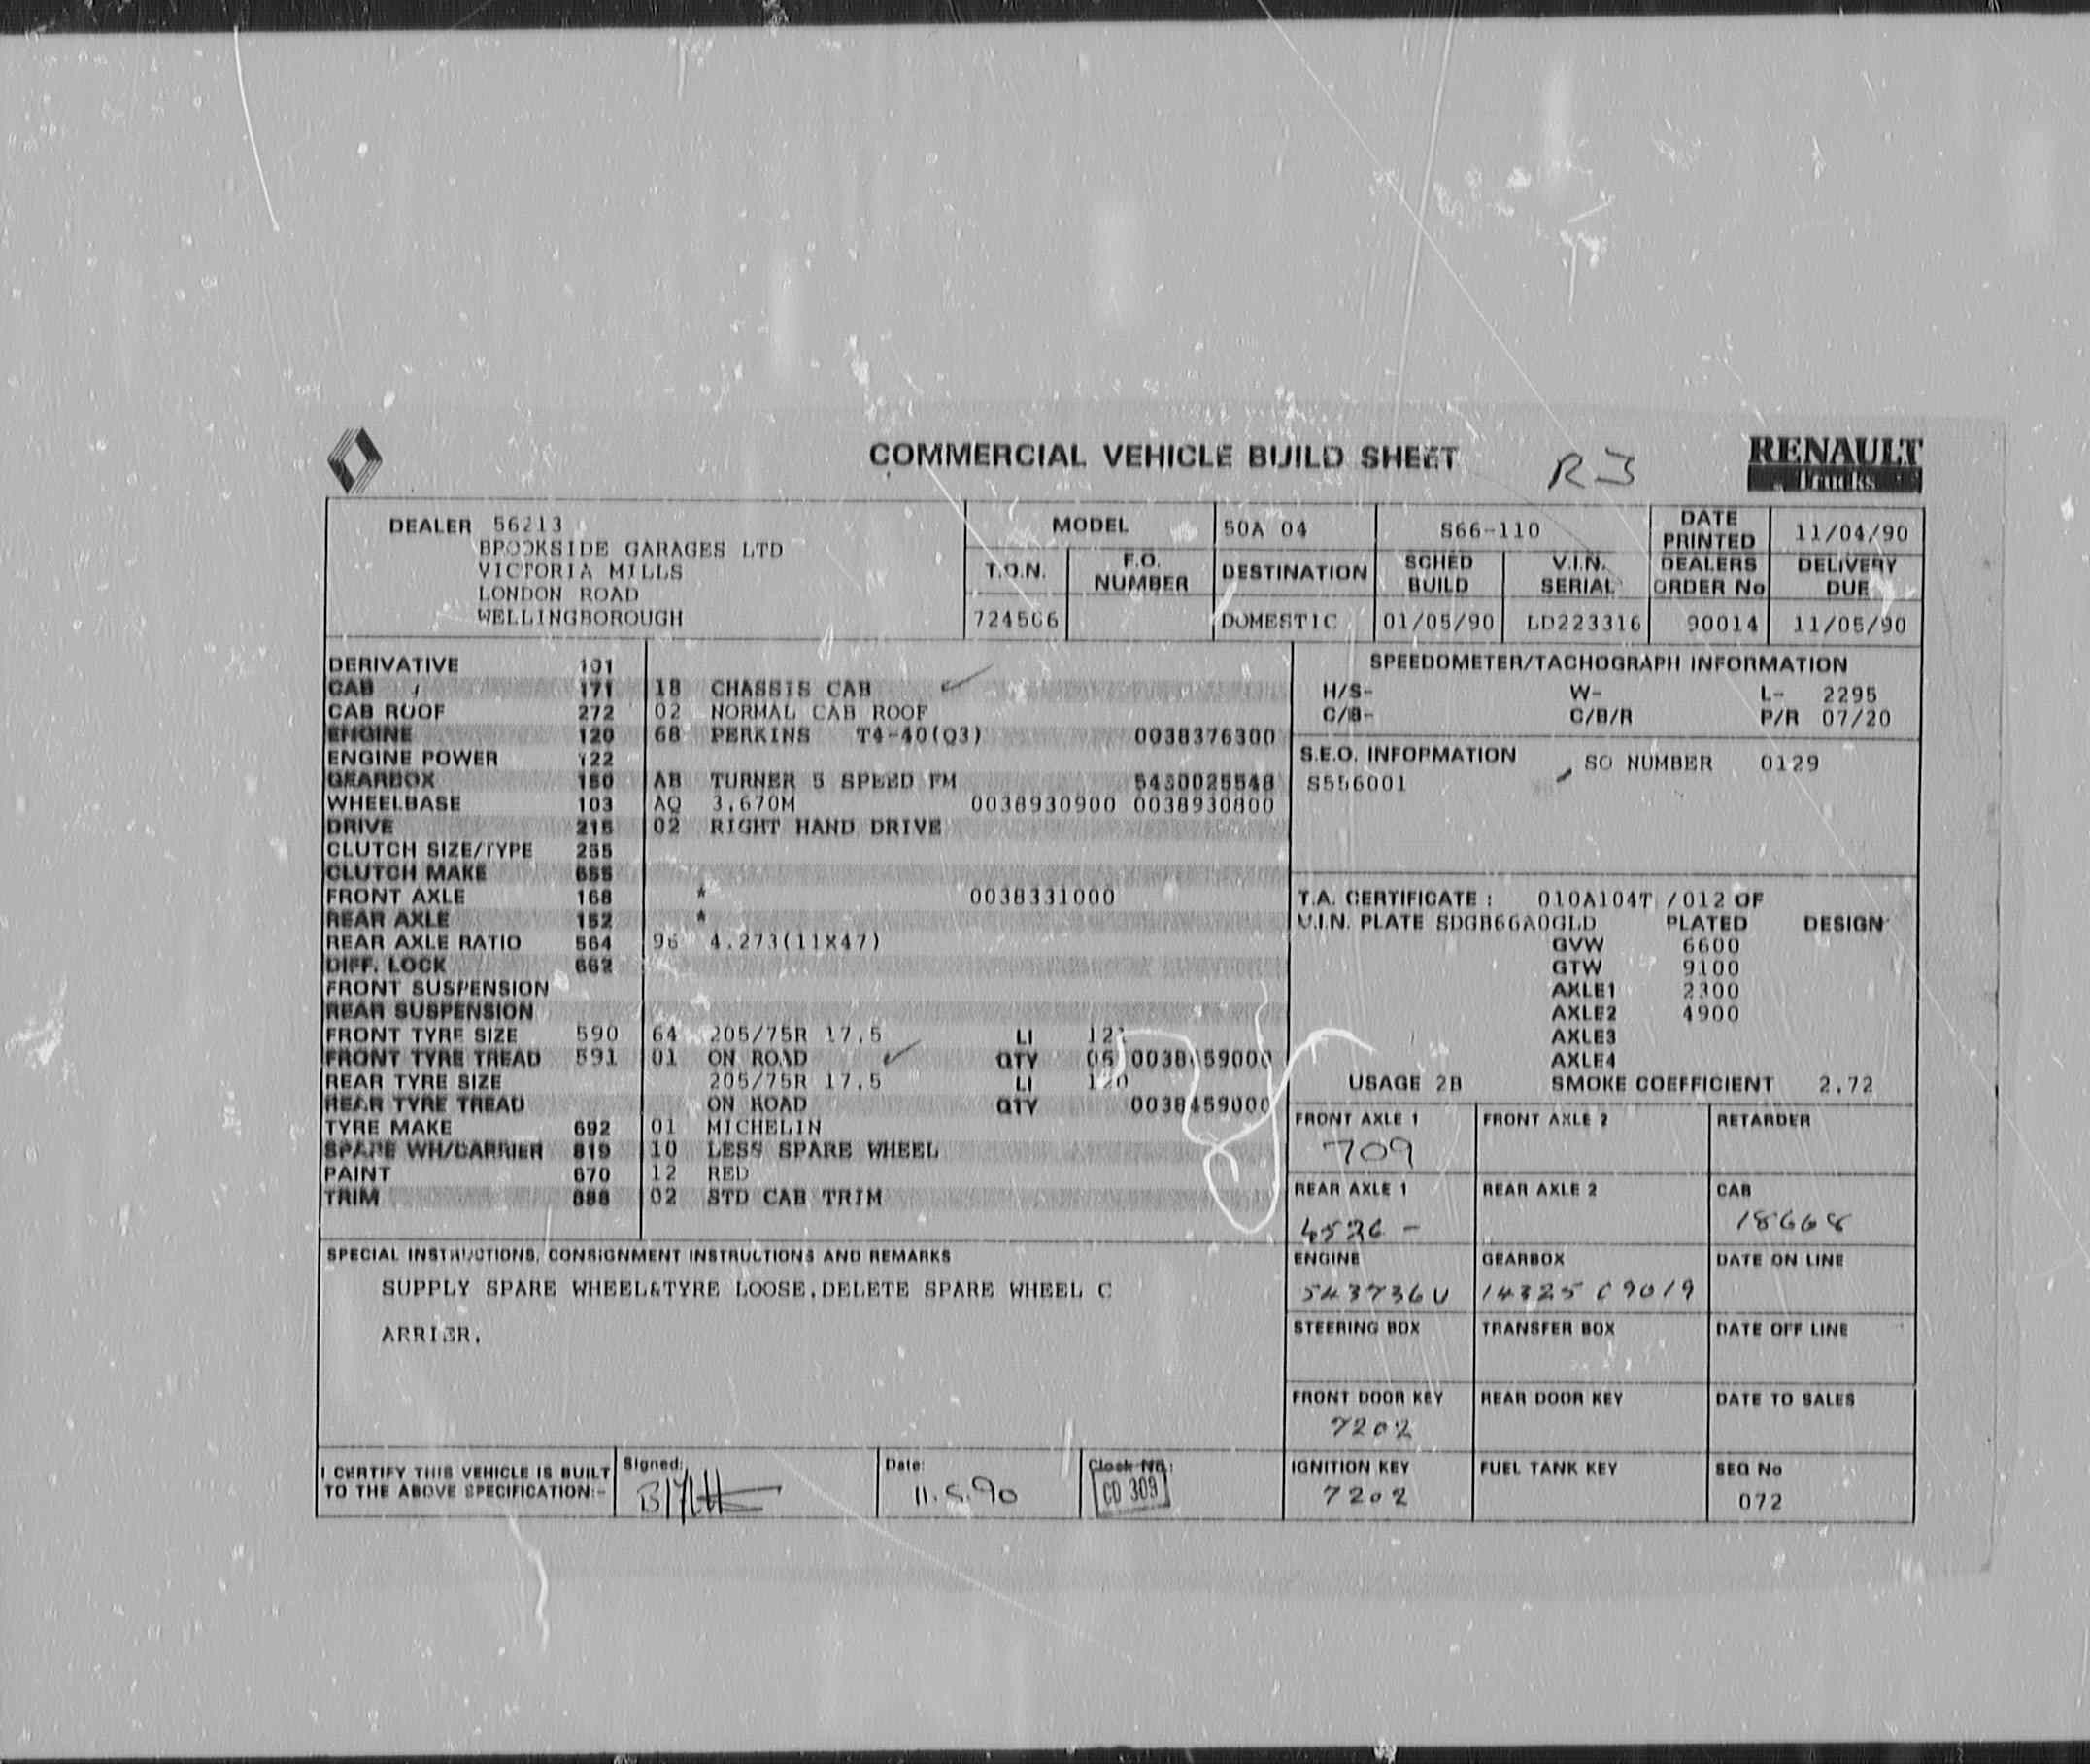 COMMERCIAL VEHICLE BUILD SHEET
R3
RENAULT
Trucks
DEALER 56213
BROOKSIDE GARAGES LTD
VICTORIA MILLS
LONDON ROAD
WELLINGBOROUGH
MODEL 50A 04 S66-110 DATE PRINTED 11/04/90
T.O.N. F.O. NUMBER DESTINATION SCHED BUILD V.I.N. SERIAL DEALERS ORDER No DELIVERY DUE
724506 DOMESTIC 01/05/90 LD223316 90014 11/05/90
DERIVATIVE 101
CAB 171 18 CHASSIS CAB
CAB ROOF 272 02 NORMAL CAB ROOF
ENGINE 120 68 PERKINS T4-40(Q3) 0038376300
ENGINE POWER 122
GEARBOX 150 AB TURNER 5 SPEED FM 5430025548
WHEELBASE 103 AQ 3.670M 0038930900 0038930800
DRIVE 215 02 RIGHT HAND DRIVE
CLUTCH SIZE/TYPE 255
CLUTCH MAKE 655
FRONT AXLE 168 * 0038331000
REAR AXLE 152 *
REAR AXLE RATIO 564 96 4.273(11X47)
DIFF. LOCK 662
FRONT SUSPENSION
REAR SUSPENSION
FRONT TYRE SIZE 590 64 205/75R 17.5 LI
FRONT TYRE TREAD 591 01 ON ROAD QTY
REAR TYRE SIZE 205/75R 17.5 LI 120
REAR TYRE TREAD ON ROAD QTY 0038459000
TYRE MAKE 692 01 MICHELIN
SPARE WH/CARRIER 819 10 LESS SPARE WHEEL
PAINT 670 12 RED
TRIM 688 02 STD CAB TRIM
SPEEDOMETER/TACHOGRAPH INFORMATION
H/S- W- L- 2295
C/B- C/B/R P/R 07/20
S.E.O. INFORMATION SO NUMBER 0129
S556001
T.A. CERTIFICATE : 010A104T /012 OF
V.I.N. PLATE SDGB66A0GLD PLATED DESIGN
GVW 6600
GTW 9100
AXLE1 2300
AXLE2 4900
AXLE3
AXLE4
USAGE 2B SMOKE COEFFICIENT 2.72
FRONT AXLE 1 FRONT AXLE 2 RETARDER
709
REAR AXLE 1 REAR AXLE 2 CAB
4526 - 18668
ENGINE GEARBOX DATE ON LINE
543736U 14325 C9019
STEERING BOX TRANSFER BOX DATE OFF LINE
FRONT DOOR KEY REAR DOOR KEY DATE TO SALES
7202
IGNITION KEY FUEL TANK KEY SEQ No
7202 072
SPECIAL INSTRUCTIONS, CONSIGNMENT INSTRUCTIONS AND REMARKS
SUPPLY SPARE WHEEL&TYRE LOOSE.DELETE SPARE WHEEL C
ARRIER.
I CERTIFY THIS VEHICLE IS BUILT
TO THE ABOVE SPECIFICATION:-
Signed: Date: Clock No.:
11.5.90 CD 309